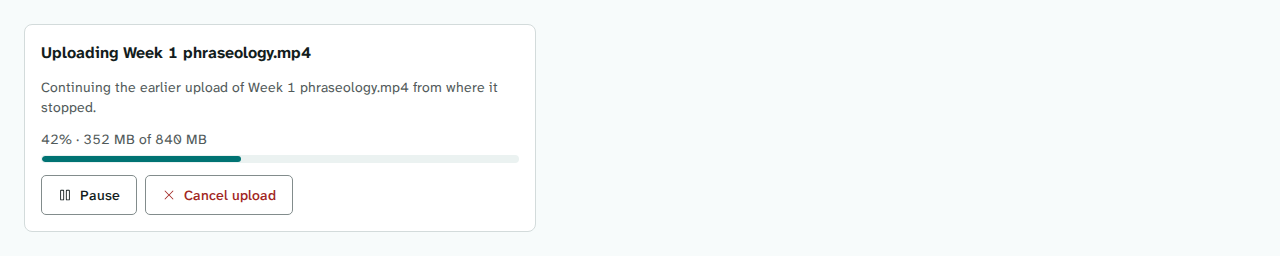 Uploading Week 1 phraseology.mp4
Continuing the earlier upload of Week 1 phraseology.mp4 from where it
stopped.
42% · 352 MB of 840 MB
Pause
Cancel upload